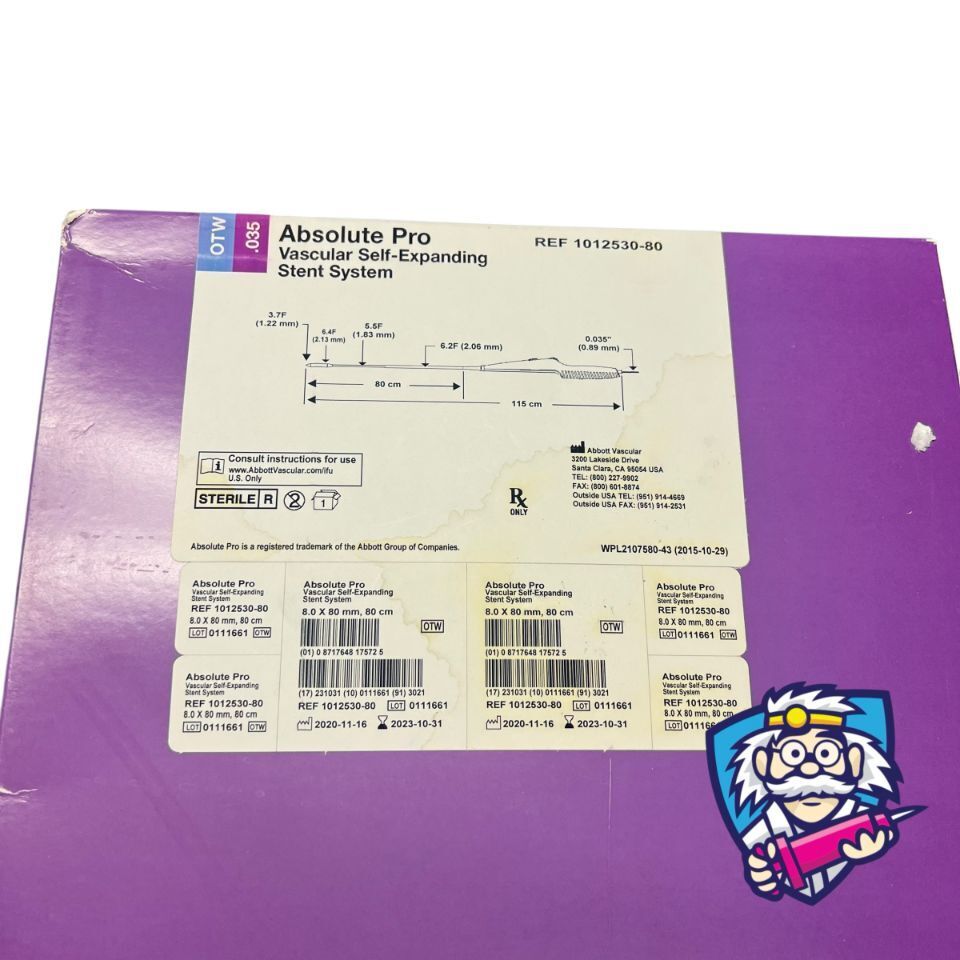 OTW
.035
Absolute Pro
Vascular Self-Expanding
Stent System
REF 1012530-80
3.7F
(1.22 mm)
6.4F
(2.13 mm)
5.5F
(1.83 mm)
6.2F (2.06 mm)
0.035"
(0.89 mm)
80 cm
115 cm
Consult instructions for use
www.AbbottVascular.com/ifu
U.S. Only
STERILE R
2
1
Rx
ONLY
Abbott Vascular
3200 Lakeside Drive
Santa Clara, CA 95054 USA
TEL: (800) 227-9902
FAX: (800) 601-8874
Outside USA TEL: (951) 914-4669
Outside USA FAX: (951) 914-2531
Absolute Pro is a registered trademark of the Abbott Group of Companies.
WPL2107580-43 (2015-10-29)
Absolute Pro
Vascular Self-Expanding
Stent System
REF 1012530-80
8.0 X 80 mm, 80 cm
LOT 0111661 OTW
Absolute Pro
Vascular Self-Expanding
Stent System
REF 1012530-80
8.0 X 80 mm, 80 cm
LOT 0111661 OTW
Absolute Pro
Vascular Self-Expanding
Stent System
8.0 X 80 mm, 80 cm
OTW
(01) 0 8717648 17572 5
(17) 231031 (10) 0111661 (91) 3021
REF 1012530-80 LOT 0111661
2020-11-16 2023-10-31
Absolute Pro
Vascular Self-Expanding
Stent System
8.0 X 80 mm, 80 cm
OTW
(01) 0 8717648 17572 5
(17) 231031 (10) 0111661 (91) 3021
REF 1012530-80 LOT 0111661
2020-11-16 2023-10-31
Absolute Pro
Vascular Self-Expanding
Stent System
REF 1012530-80
8.0 X 80 mm, 80 cm
LOT 0111661 OTW
Absolute Pro
Vascular Self-Expanding
Stent System
REF 1012530-80
8.0 X 80 mm, 80 cm
LOT 0111661